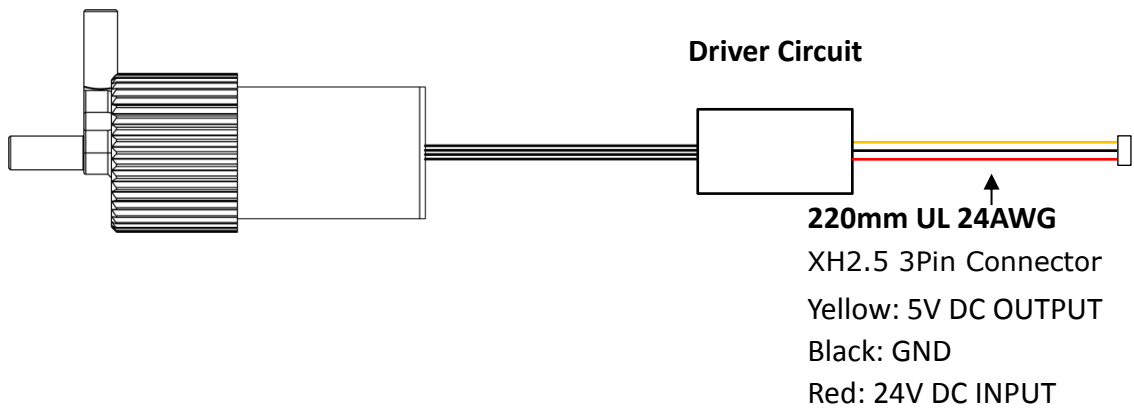 Driver Circuit
220mm UL 24AWG
XH2.5 3Pin Connector
Yellow: 5V DC OUTPUT
Black: GND
Red: 24V DC INPUT